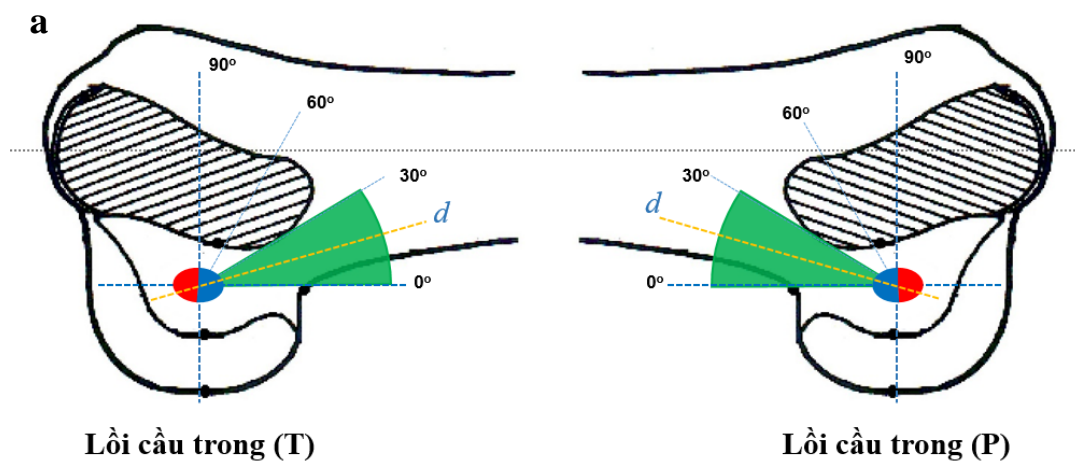 a
90º
60º
30º
d
0º
90º
60º
30º
d
0º
Lồi cầu trong (T)
Lồi cầu trong (P)